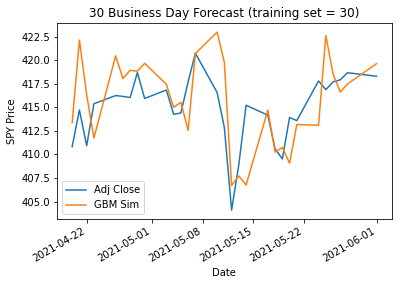 30 Business Day Forecast (training set = 30)
SPY Price
422.5
420.0
417.5
415.0
412.5
410.0
407.5
405.0
Adj Close
GBM Sim
2021-04-22
2021-05-01
2021-05-08
2021-05-15
2021-05-22
2021-06-01
Date